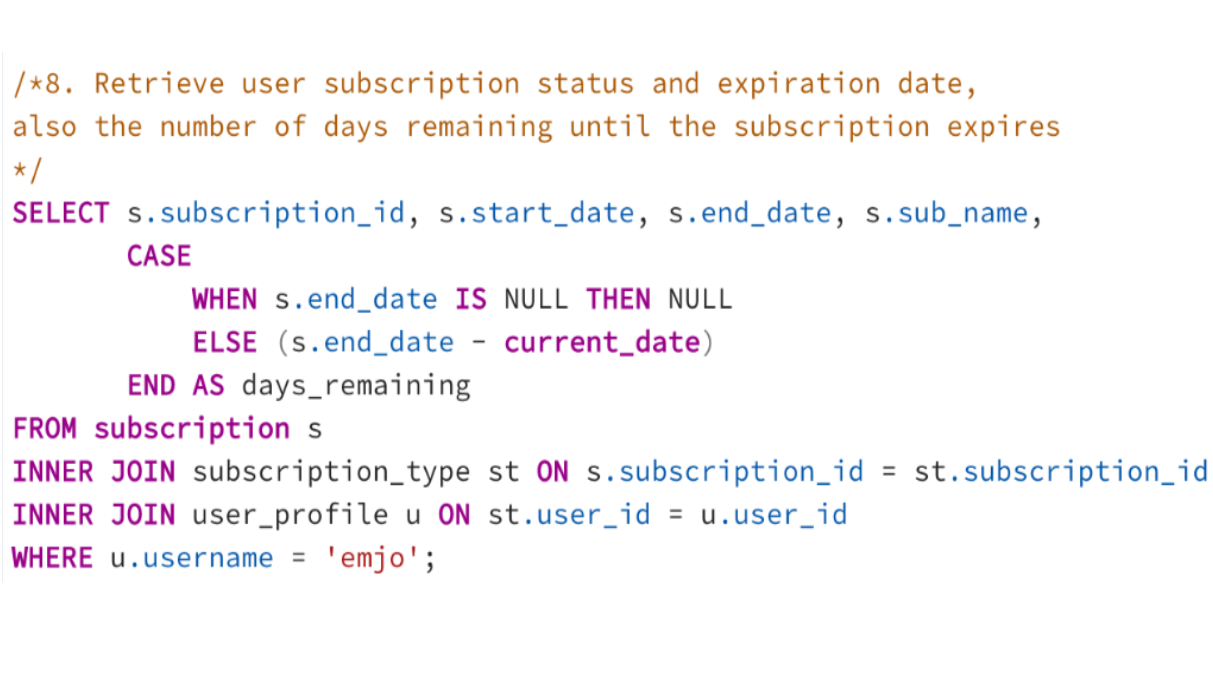 /*8. Retrieve user subscription status and expiration date,
also the number of days remaining until the subscription expires
*/
SELECT s.subscription_id, s.start_date, s.end_date, s.sub_name,
       CASE
           WHEN s.end_date IS NULL THEN NULL
           ELSE (s.end_date - current_date)
       END AS days_remaining
FROM subscription s
INNER JOIN subscription_type st ON s.subscription_id = st.subscription_id
INNER JOIN user_profile u ON st.user_id = u.user_id
WHERE u.username = 'emjo';